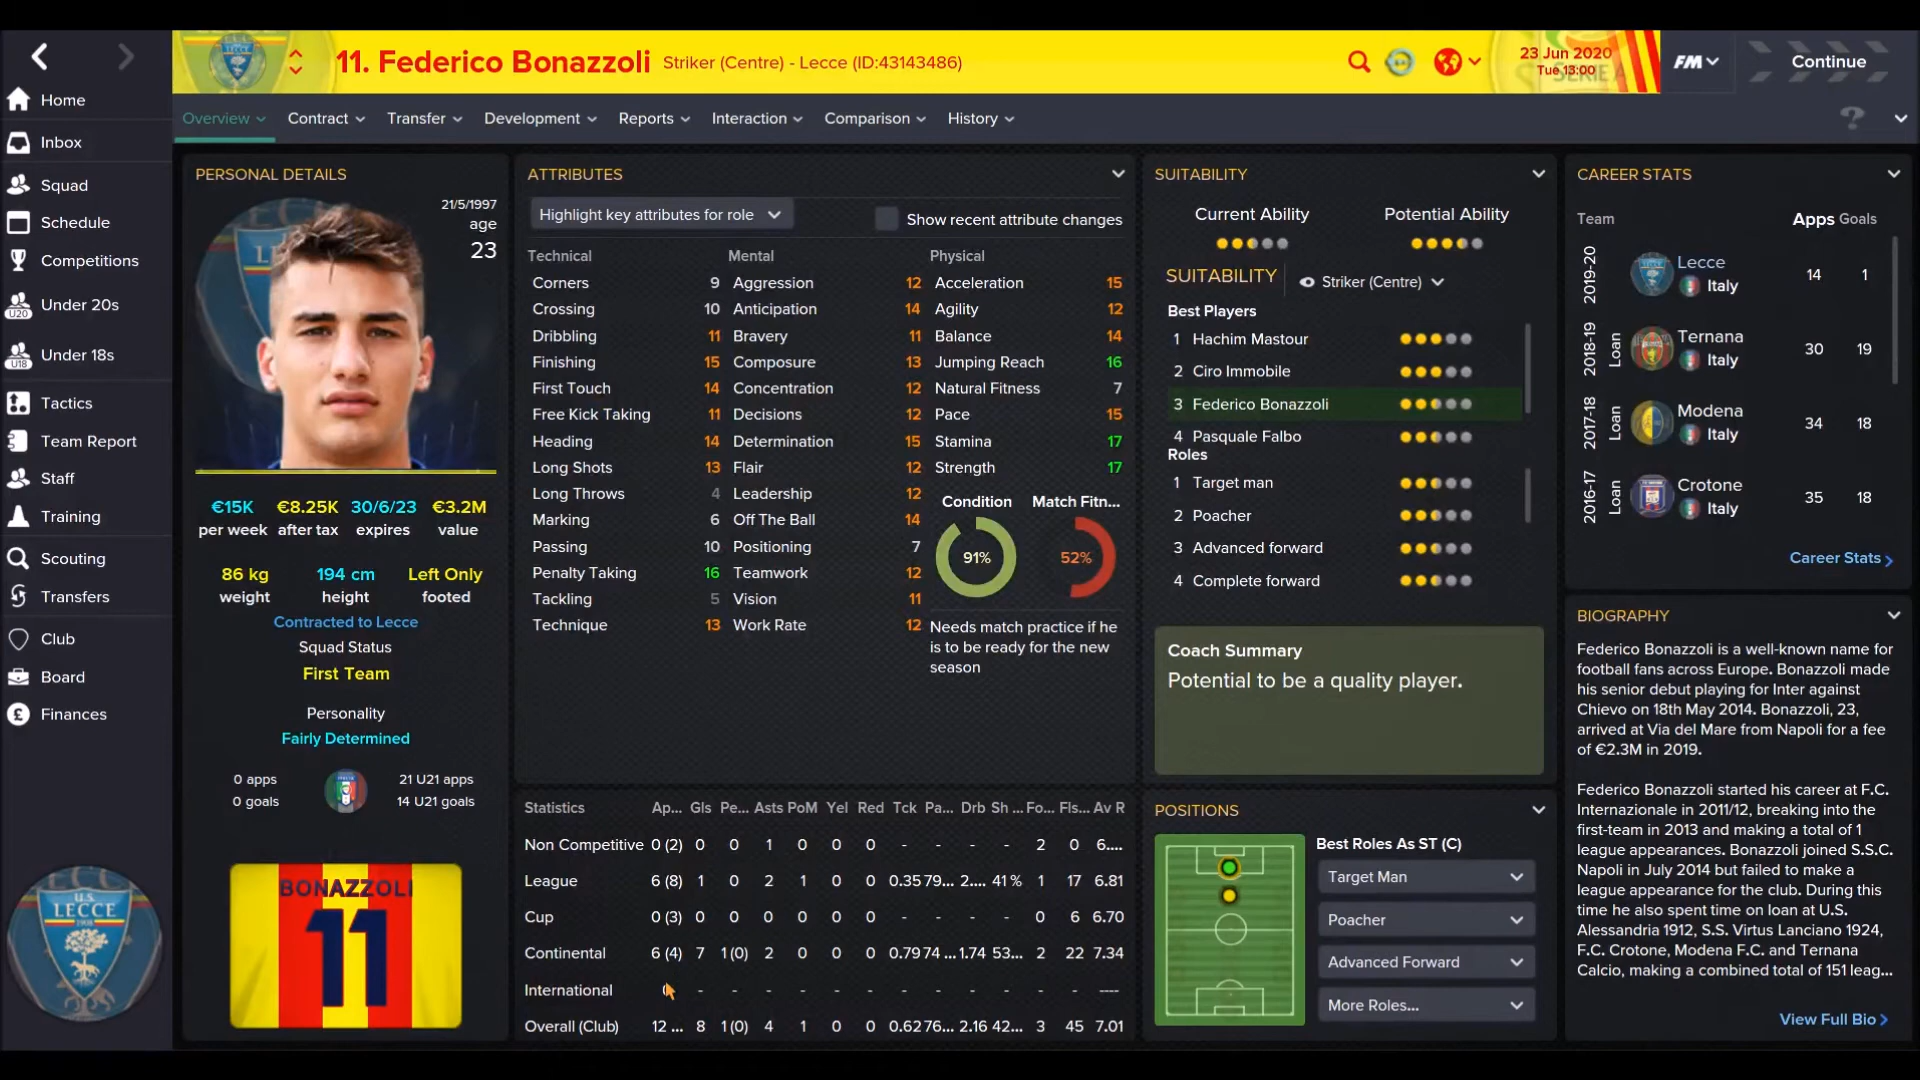 11. Federico Bonazzoli Striker (Centre) - Lecce (ID:43143486)
23 Jun 2020
Tue 13:00
SERIE A
FM
Continue
Home
Inbox
Squad
Schedule
Competitions
U20 Under 20s
U18 Under 18s
Tactics
Team Report
Staff
Training
Scouting
Transfers
Club
Board
Finances
Overview Contract Transfer Development Reports Interaction Comparison History
?
PERSONAL DETAILS
21/5/1997
age
23
€15K €8.25K 30/6/23 €3.2M
per week after tax expires value
86 kg 194 cm Left Only
weight height footed
Contracted to Lecce
Squad Status
First Team
Personality
Fairly Determined
0 apps 21 U21 apps
0 goals 14 U21 goals
BONAZZOLI
11
U.S.
LECCE
1908
ATTRIBUTES
Highlight key attributes for role Show recent attribute changes
Technical Mental Physical
Corners 9 Aggression 12 Acceleration 15
Crossing 10 Anticipation 14 Agility 12
Dribbling 11 Bravery 11 Balance 14
Finishing 15 Composure 13 Jumping Reach 16
First Touch 14 Concentration 12 Natural Fitness 7
Free Kick Taking 11 Decisions 12 Pace 15
Heading 14 Determination 15 Stamina 17
Long Shots 13 Flair 12 Strength 17
Long Throws 4 Leadership 12
Marking 6 Off The Ball 14
Passing 10 Positioning 7
Penalty Taking 16 Teamwork 12
Tackling 5 Vision 11
Technique 13 Work Rate 12
Condition Match Fitn...
91% 52%
Needs match practice if he
is to be ready for the new
season
Statistics Ap... Gls Pe... Asts PoM Yel Red Tck Pa... Drb Sh ... Fo... Fls... Av R
Non Competitive 0 (2) 0 0 1 0 0 0 - - - - 2 0 6....
League 6 (8) 1 0 2 1 0 0 0.35 79... 2.... 41 % 1 17 6.81
Cup 0 (3) 0 0 0 0 0 0 - - - - 0 6 6.70
Continental 6 (4) 7 1 (0) 2 0 0 0 0.79 74 ... 1.74 53... 2 22 7.34
International - - - - - - - - - - - - ----
Overall (Club) 12 ... 8 1 (0) 4 1 0 0 0.62 76... 2.16 42... 3 45 7.01
SUITABILITY
Current Ability Potential Ability
SUITABILITY Striker (Centre)
Best Players
1 Hachim Mastour
2 Ciro Immobile
3 Federico Bonazzoli
4 Pasquale Falbo
Roles
1 Target man
2 Poacher
3 Advanced forward
4 Complete forward
Coach Summary
Potential to be a quality player.
POSITIONS
Best Roles As ST (C)
Target Man
Poacher
Advanced Forward
More Roles...
CAREER STATS
Team Apps Goals
2019-20 Lecce Italy 14 1
2018-19 Loan Ternana Italy 30 19
2017-18 Loan Modena Italy 34 18
2016-17 Loan Crotone Italy 35 18
Career Stats
BIOGRAPHY
Federico Bonazzoli is a well-known name for
football fans across Europe. Bonazzoli made
his senior debut playing for Inter against
Chievo on 18th May 2014. Bonazzoli, 23,
arrived at Via del Mare from Napoli for a fee
of €2.3M in 2019.
Federico Bonazzoli started his career at F.C.
Internazionale in 2011/12, breaking into the
first-team in 2013 and making a total of 1
league appearances. Bonazzoli joined S.S.C.
Napoli in July 2014 but failed to make a
league appearance for the club. During this
time he also spent time on loan at U.S.
Alessandria 1912, S.S. Virtus Lanciano 1924,
F.C. Crotone, Modena F.C. and Ternana
Calcio, making a combined total of 151 leag...
View Full Bio